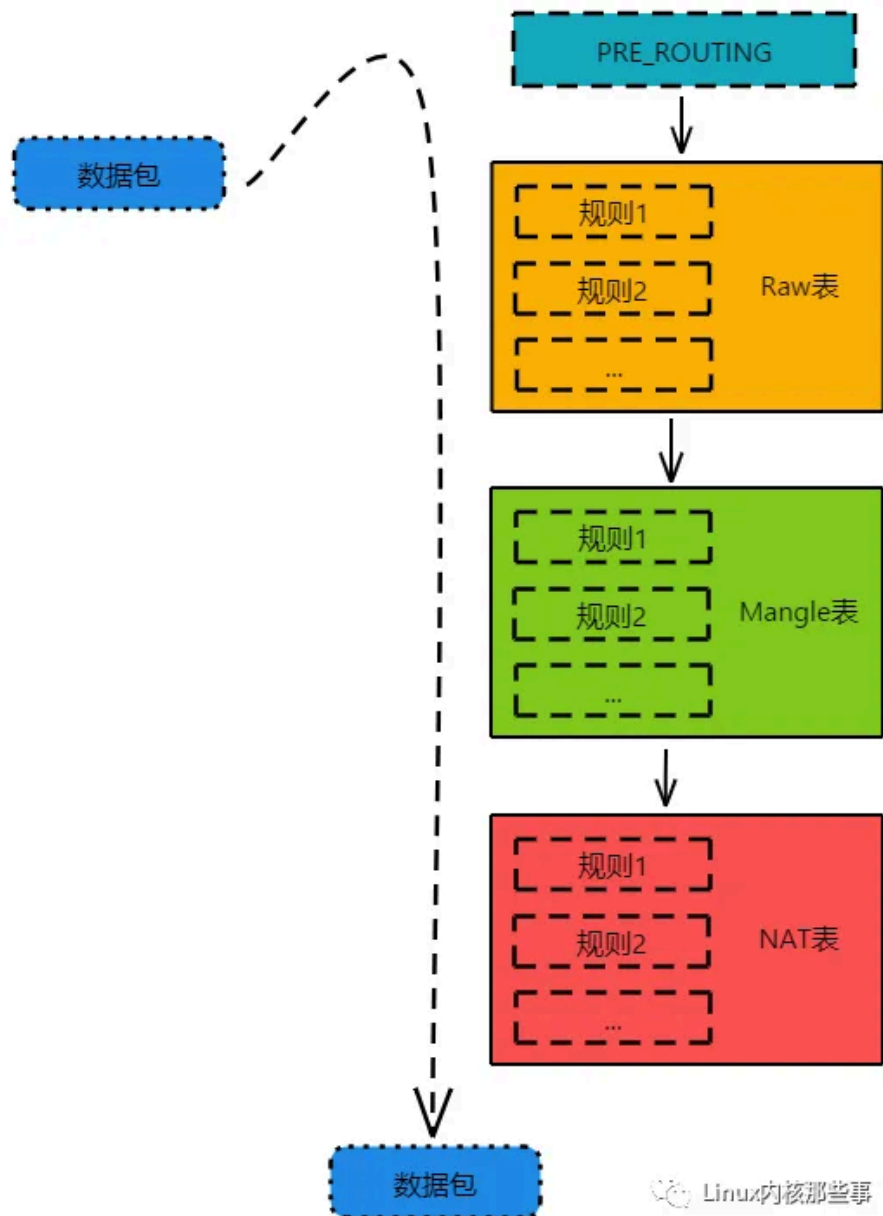 PRE_ROUTING
数据包
规则1
规则2
...
Raw表
规则1
规则2
...
Mangle表
规则1
规则2
...
NAT表
数据包
Linux内核那些事